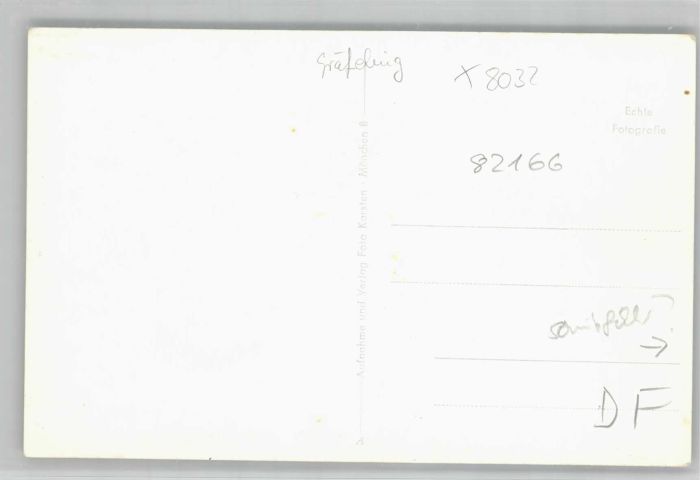 Gräfelfing
X 8032
Echte
Fotografie
82166
Aufnahme und Verlag Foto Karsten - München 8
→
DF